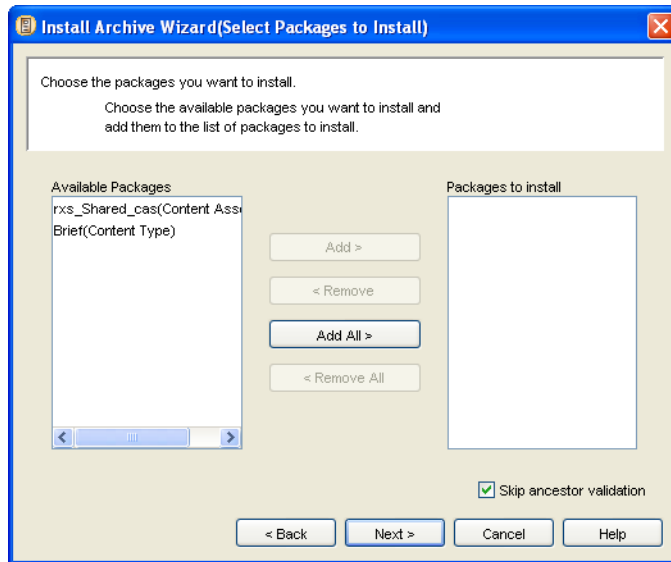 Install Archive Wizard(Select Packages to Install)
Choose the packages you want to install.
Choose the available packages you want to install and
add them to the list of packages to install.
Available Packages
Packages to install
rxs_Shared_cas(Content Ass
Brief(Content Type)
Add >
< Remove
Add All >
< Remove All
Skip ancestor validation
< Back
Next >
Cancel
Help